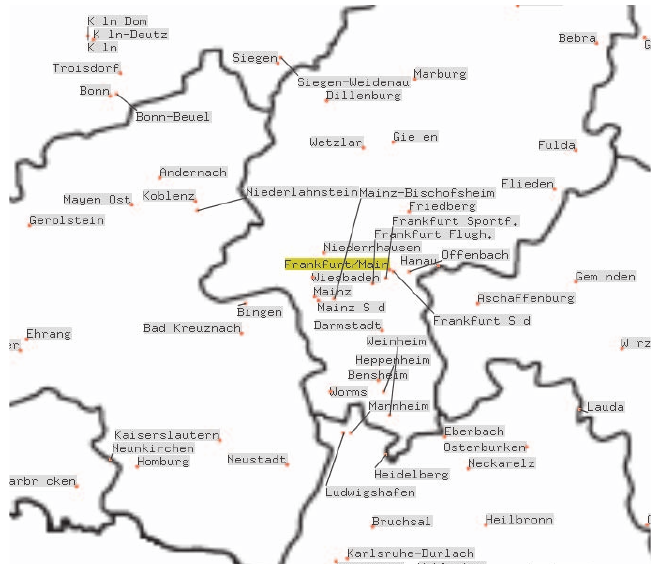 K ln Dom
K ln-Deutz
K ln
Bebra
Siegen
Troisdorf
Marburg
Siegen-Weidenau
Bonn
Dillenburg
Bonn-Beuel
Gie en
Wetzlar
Fulda
Andernach
Flieden
Niederlahnstein
Mainz-Bischofsheim
Koblenz
Mayen Ost
Friedberg
Gerolstein
Frankfurt Sportf.
Frankfurt Flugh.
Niedernhausen
Offenbach
Hanau
Frankfurt/Main
Wiesbaden
Gem nden
Mainz
Aschaffenburg
Mainz S d
Bingen
Frankfurt S d
Bad Kreuznach
Darmstadt
Ehrang
Weinheim
er
W rz
Heppenheim
Bensheim
Worms
Mannheim
Lauda
Eberbach
Kaiserslautern
Neunkirchen
Osterburken
Homburg
Neustadt
Neckarelz
Heidelberg
arbr cken
Ludwigshafen
Bruchsal
Heilbronn
Karlsruhe-Durlach